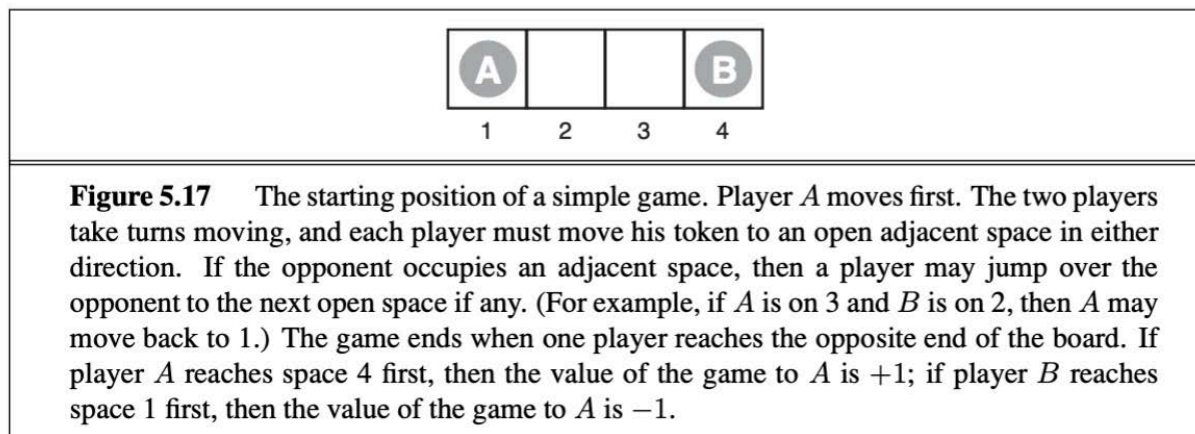 A B
1 2 3 4
Figure 5.17 The starting position of a simple game. Player A moves first. The two players
take turns moving, and each player must move his token to an open adjacent space in either
direction. If the opponent occupies an adjacent space, then a player may jump over the
opponent to the next open space if any. (For example, if A is on 3 and B is on 2, then A may
move back to 1.) The game ends when one player reaches the opposite end of the board. If
player A reaches space 4 first, then the value of the game to A is +1; if player B reaches
space 1 first, then the value of the game to A is −1.